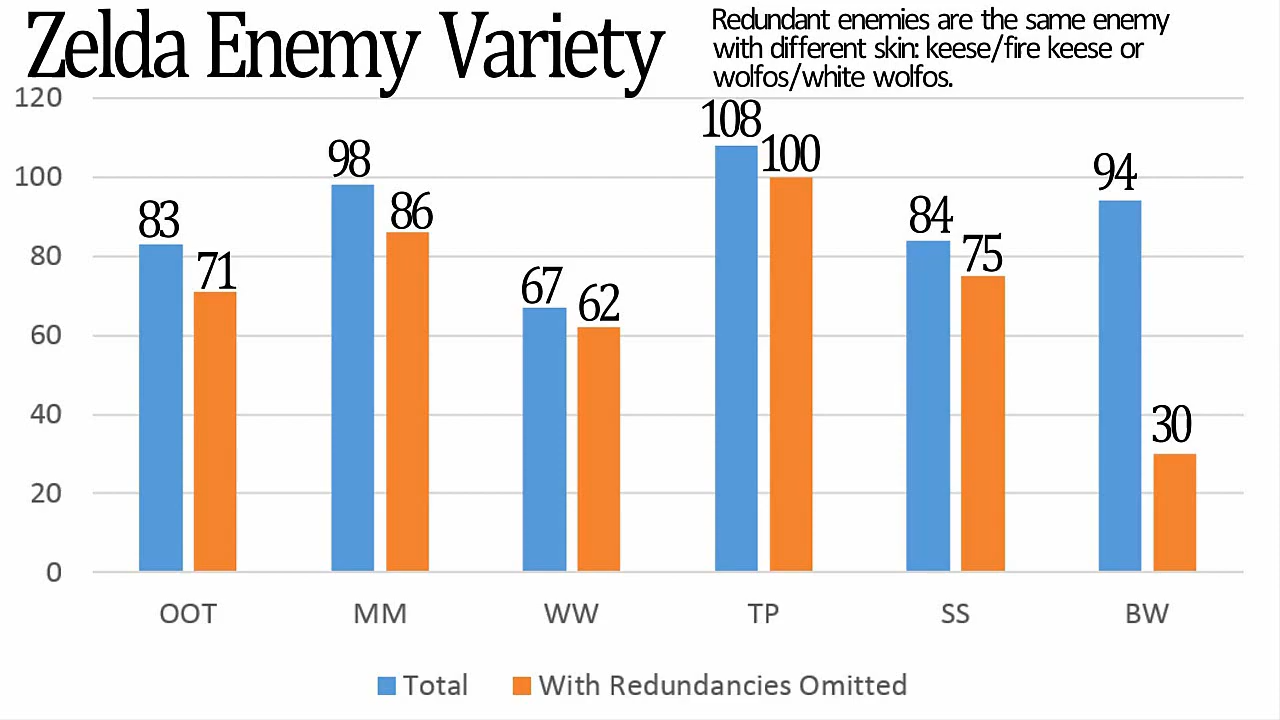 Zelda Enemy Variety
Redundant enemies are the same enemy
with different skin: keese/fire keese or
wolfos/white wolfos.
120
100
80
60
40
20
0
83
71
98
86
67
62
108
100
84
75
94
30
OOT
MM
WW
TP
SS
BW
Total
With Redundancies Omitted